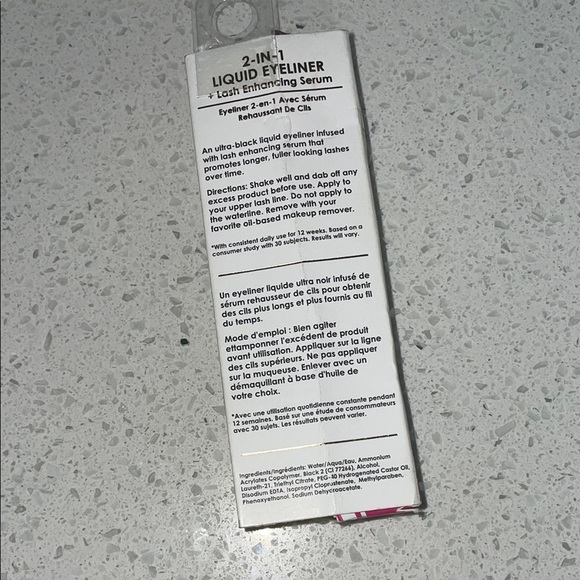 2-IN-1
LIQUID EYELINER
+ Lash Enhancing Serum
Eyeliner 2-en-1 Avec Sérum
Rehaussant De Cils
An ultra-black liquid eyeliner infused
with lash enhancing serum that
promotes longer, fuller looking lashes
over time.
Directions: Shake well and dab off any
excess product before use. Apply to
your upper lash line. Do not apply to
the waterline. Remove with your
favorite oil-based makeup remover.
*With consistent daily use for 12 weeks. Based on a
consumer study with 30 subjects. Results will vary.
Un eyeliner liquide ultra noir infusé de
sérum rehausseur de cils pour obtenir
des cils plus longs et plus fournis au fil
du temps.
Mode d'emploi : Bien agiter
ettamponner l'excédent de produit
avant utilisation. Appliquer sur la ligne
des cils supérieurs. Ne pas appliquer
sur la muqueuse. Enlever avec un
démaquillant à base d'huile de
votre choix.
*Avec une utilisation quotidienne constante pendant
12 semaines. Basé sur une étude de consommateurs
avec 30 sujets. Les résultats peuvent varier.
Ingredients/Ingrédients: Water/Aqua/Eau, Ammonium
Acrylates Copolymer, Black 2 (CI 77266), Alcohol,
Laureth-21, Triethyl Citrate, PEG-40 Hydrogenated Castor Oil,
Disodium EDTA, Isopropyl Cloprostenate, Methylparaben,
Phenoxyethanol, Sodium Dehydroacetate.